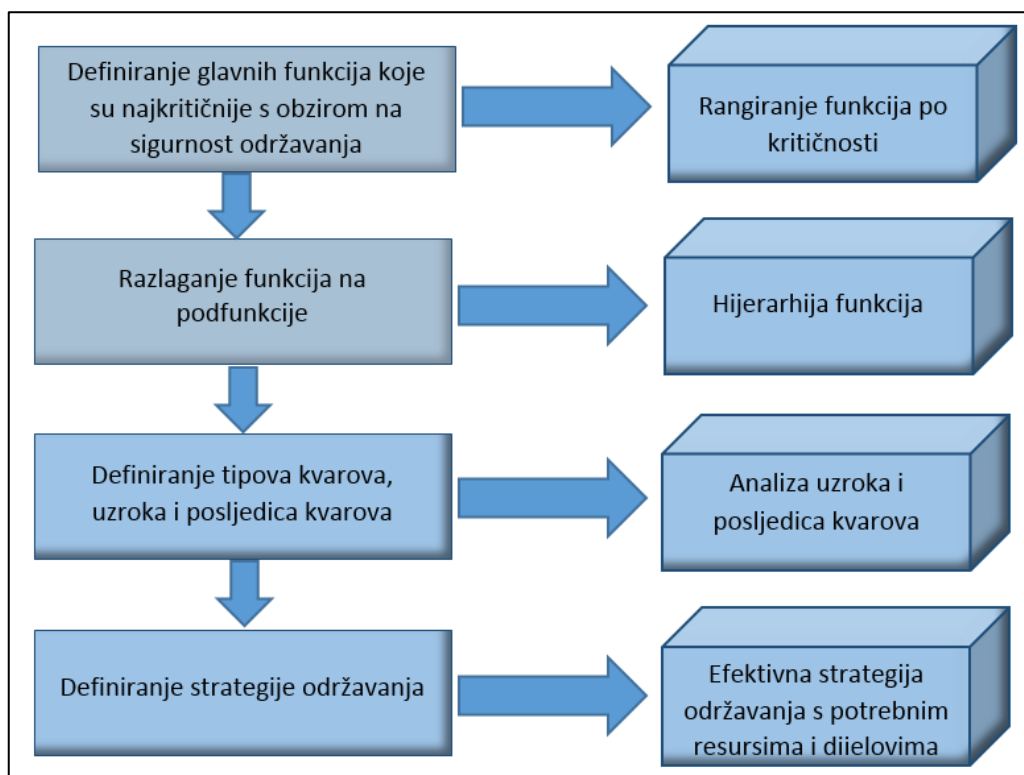 Definiranje glavnih funkcija koje
su najkritičnije s obzirom na
sigurnost održavanja
Rangiranje funkcija po
kritičnosti
Razlaganje funkcija na
podfunkcije
Hijerarhija funkcija
Definiranje tipova kvarova,
uzroka i posljedica kvarova
Analiza uzroka i
posljedica kvarova
Definiranje strategije održavanja
Efektivna strategija
održavanja s potrebnim
resursima i dijelovima